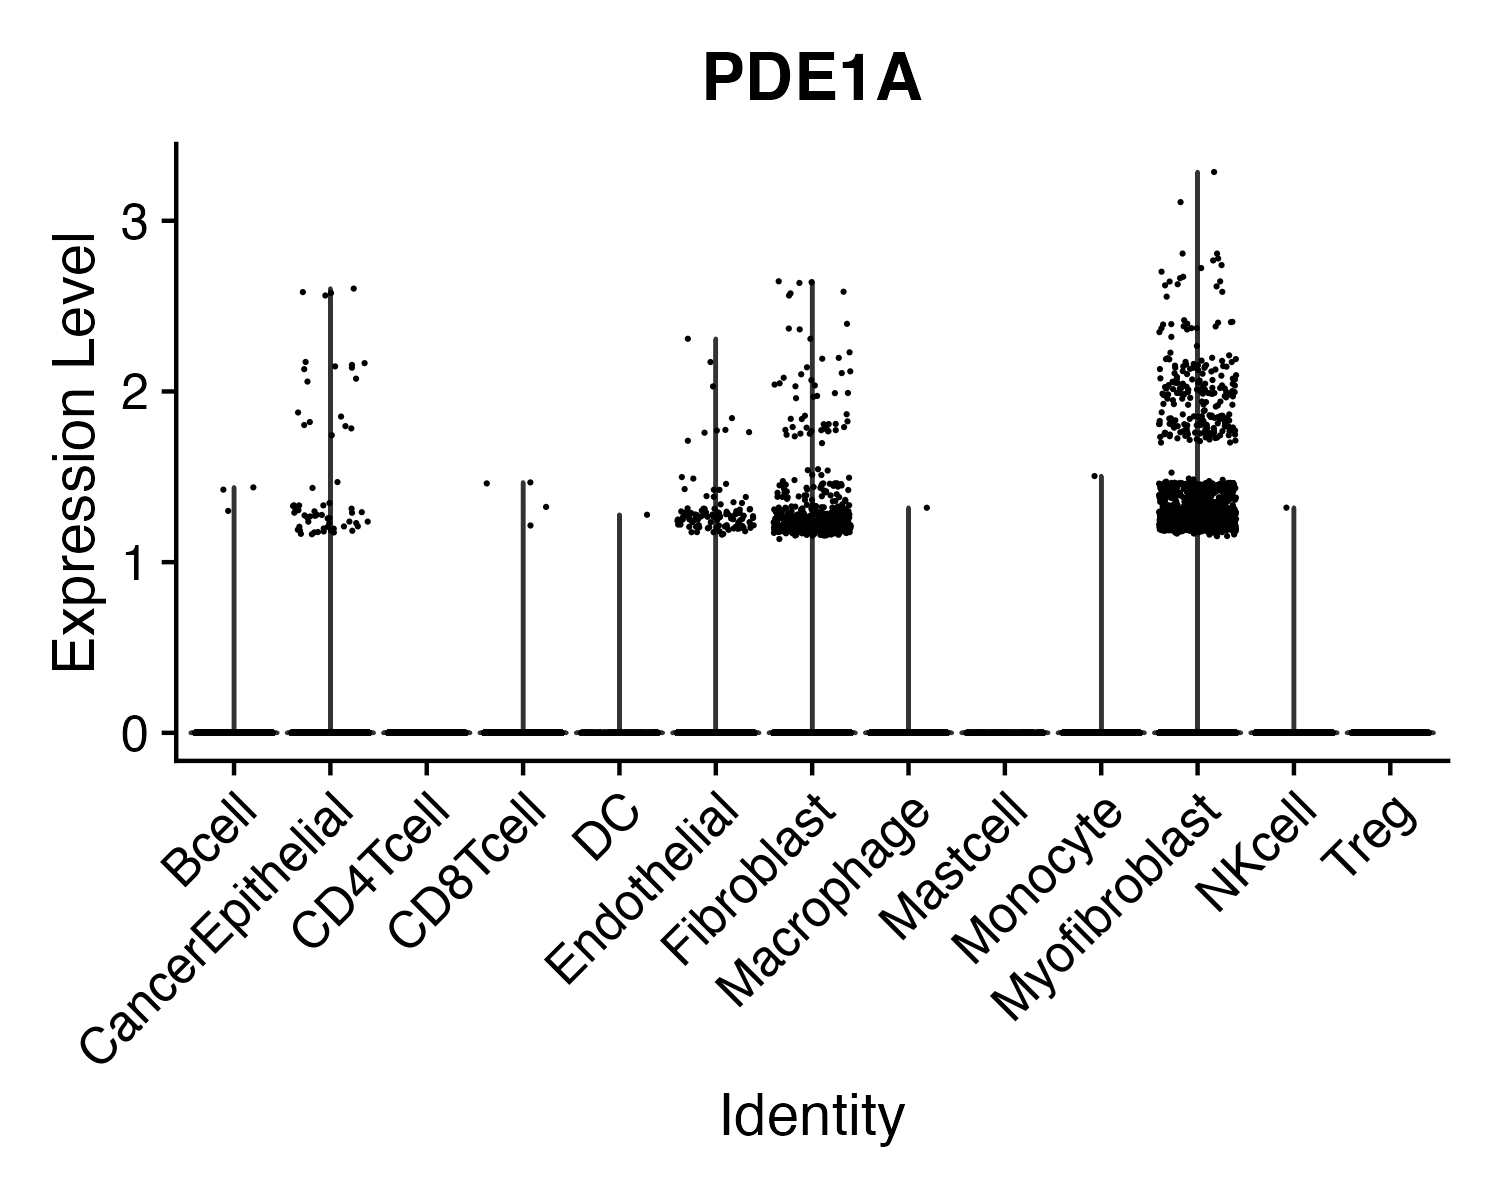 PDE1A
Expression Level
3
2
1
0
Bcell
CancerEpithelial
CD4Tcell
CD8Tcell
DC
Endothelial
Fibroblast
Macrophage
Mastcell
Monocyte
Myofibroblast
NKcell
Treg
Identity